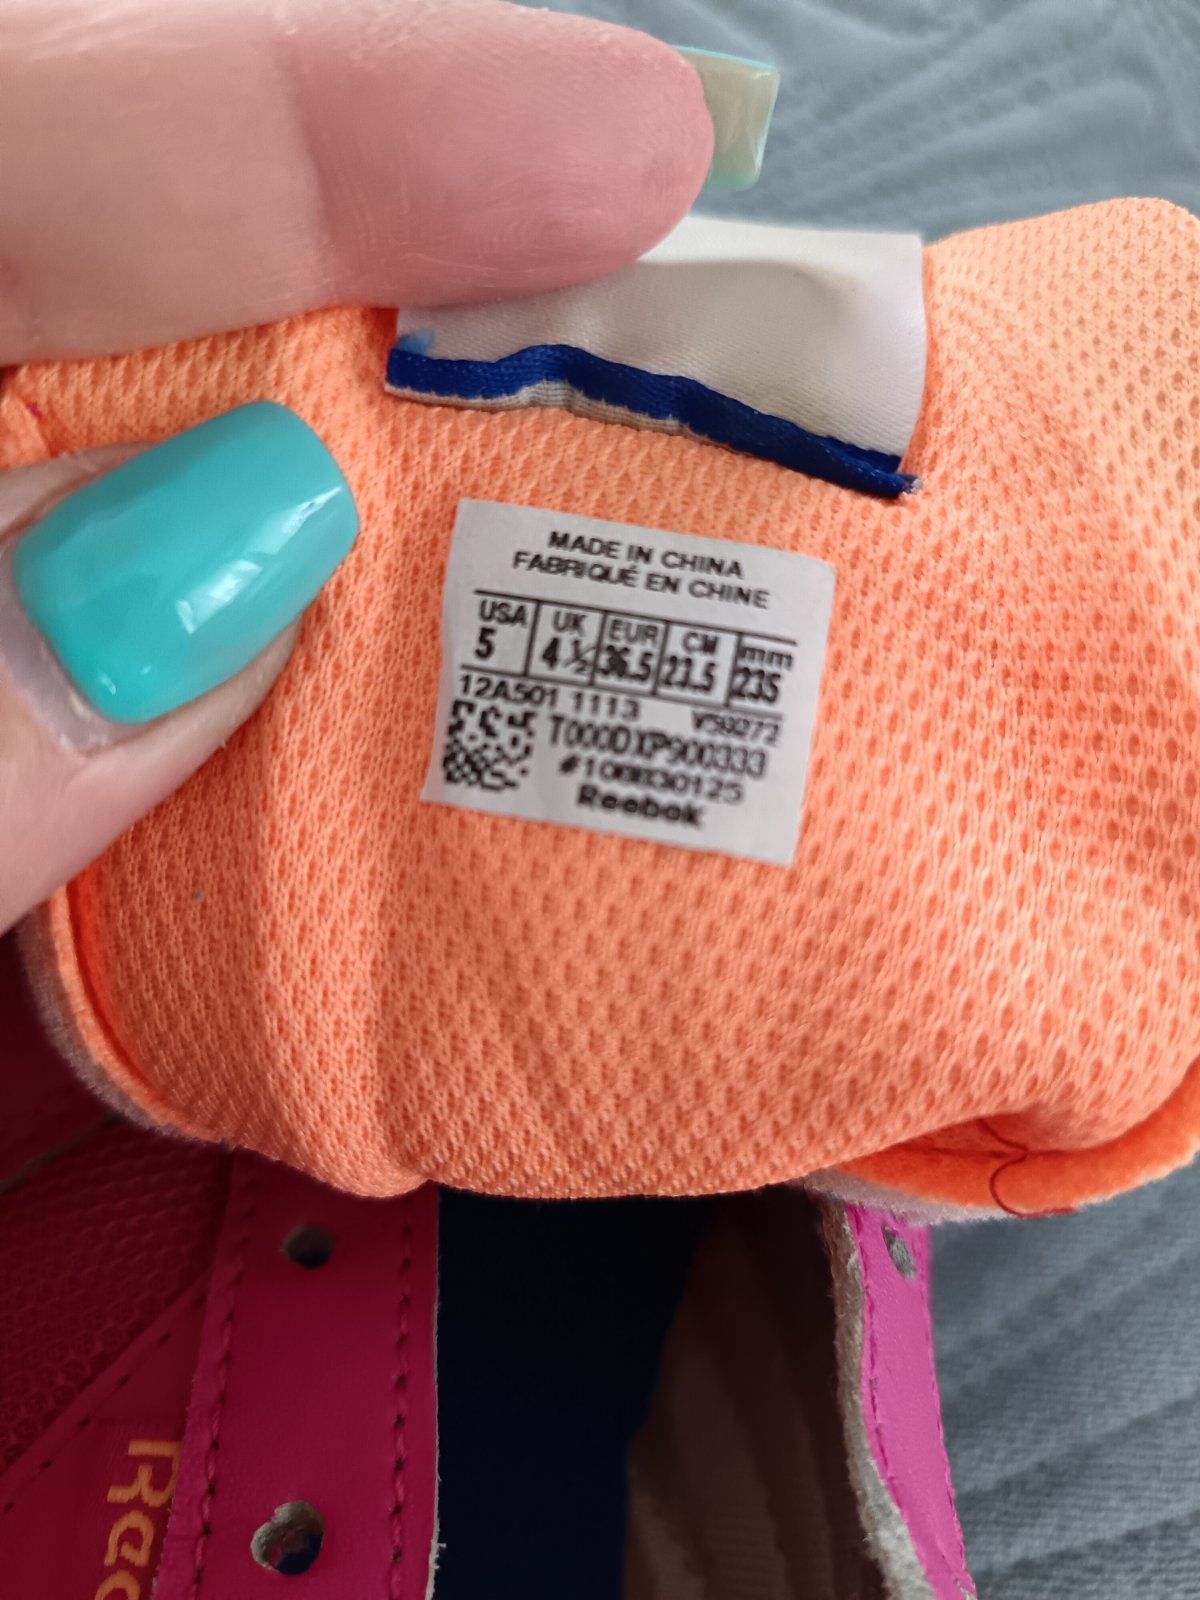 MADE IN CHINA
FABRIQUÉ EN CHINE
USA UK EUR CM mm
5 4½ 36.5 23.5 235
12A501 1113 V59272
T000DXP900333
Reebok